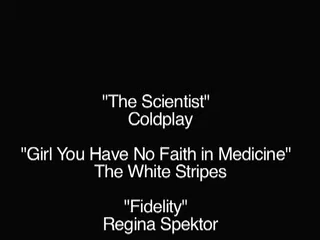 "The Scientist"
Coldplay
"Girl You Have No Faith in Medicine"
The White Stripes
"Fidelity"
Regina Spektor